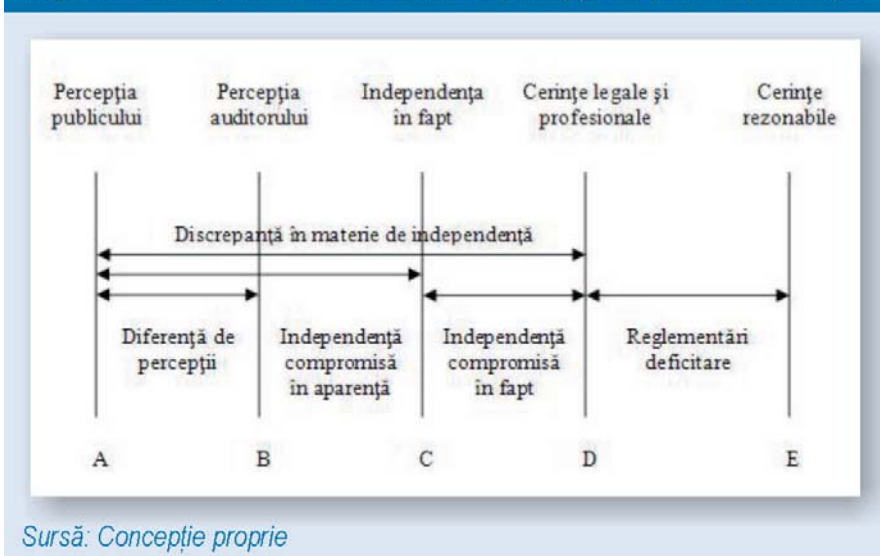 Percepția publicului
Percepția auditorului
Independența în fapt
Cerințe legale și profesionale
Cerințe rezonabile
Discrepanță în materie de independență
Diferență de percepții
Independență compromisă în aparență
Independență compromisă în fapt
Reglementări deficitare
A B C D E
Sursă: Concepție proprie